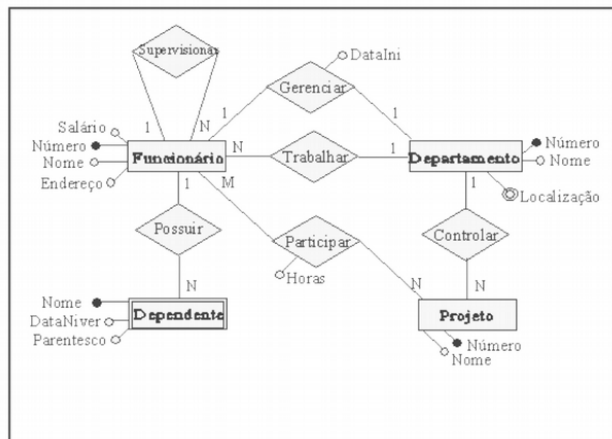 Supervisionas
DataIni
Gerenciar
1
N
1
1
Salário
Número
Nome
Endereço
Funcionário
N
Trabalhar
1
Departamento
Número
Nome
Localização
1
M
1
Possuir
Participar
Horas
Controlar
N
N
N
Nome
DataNiver
Parentesco
Dependente
Projeto
Número
Nome